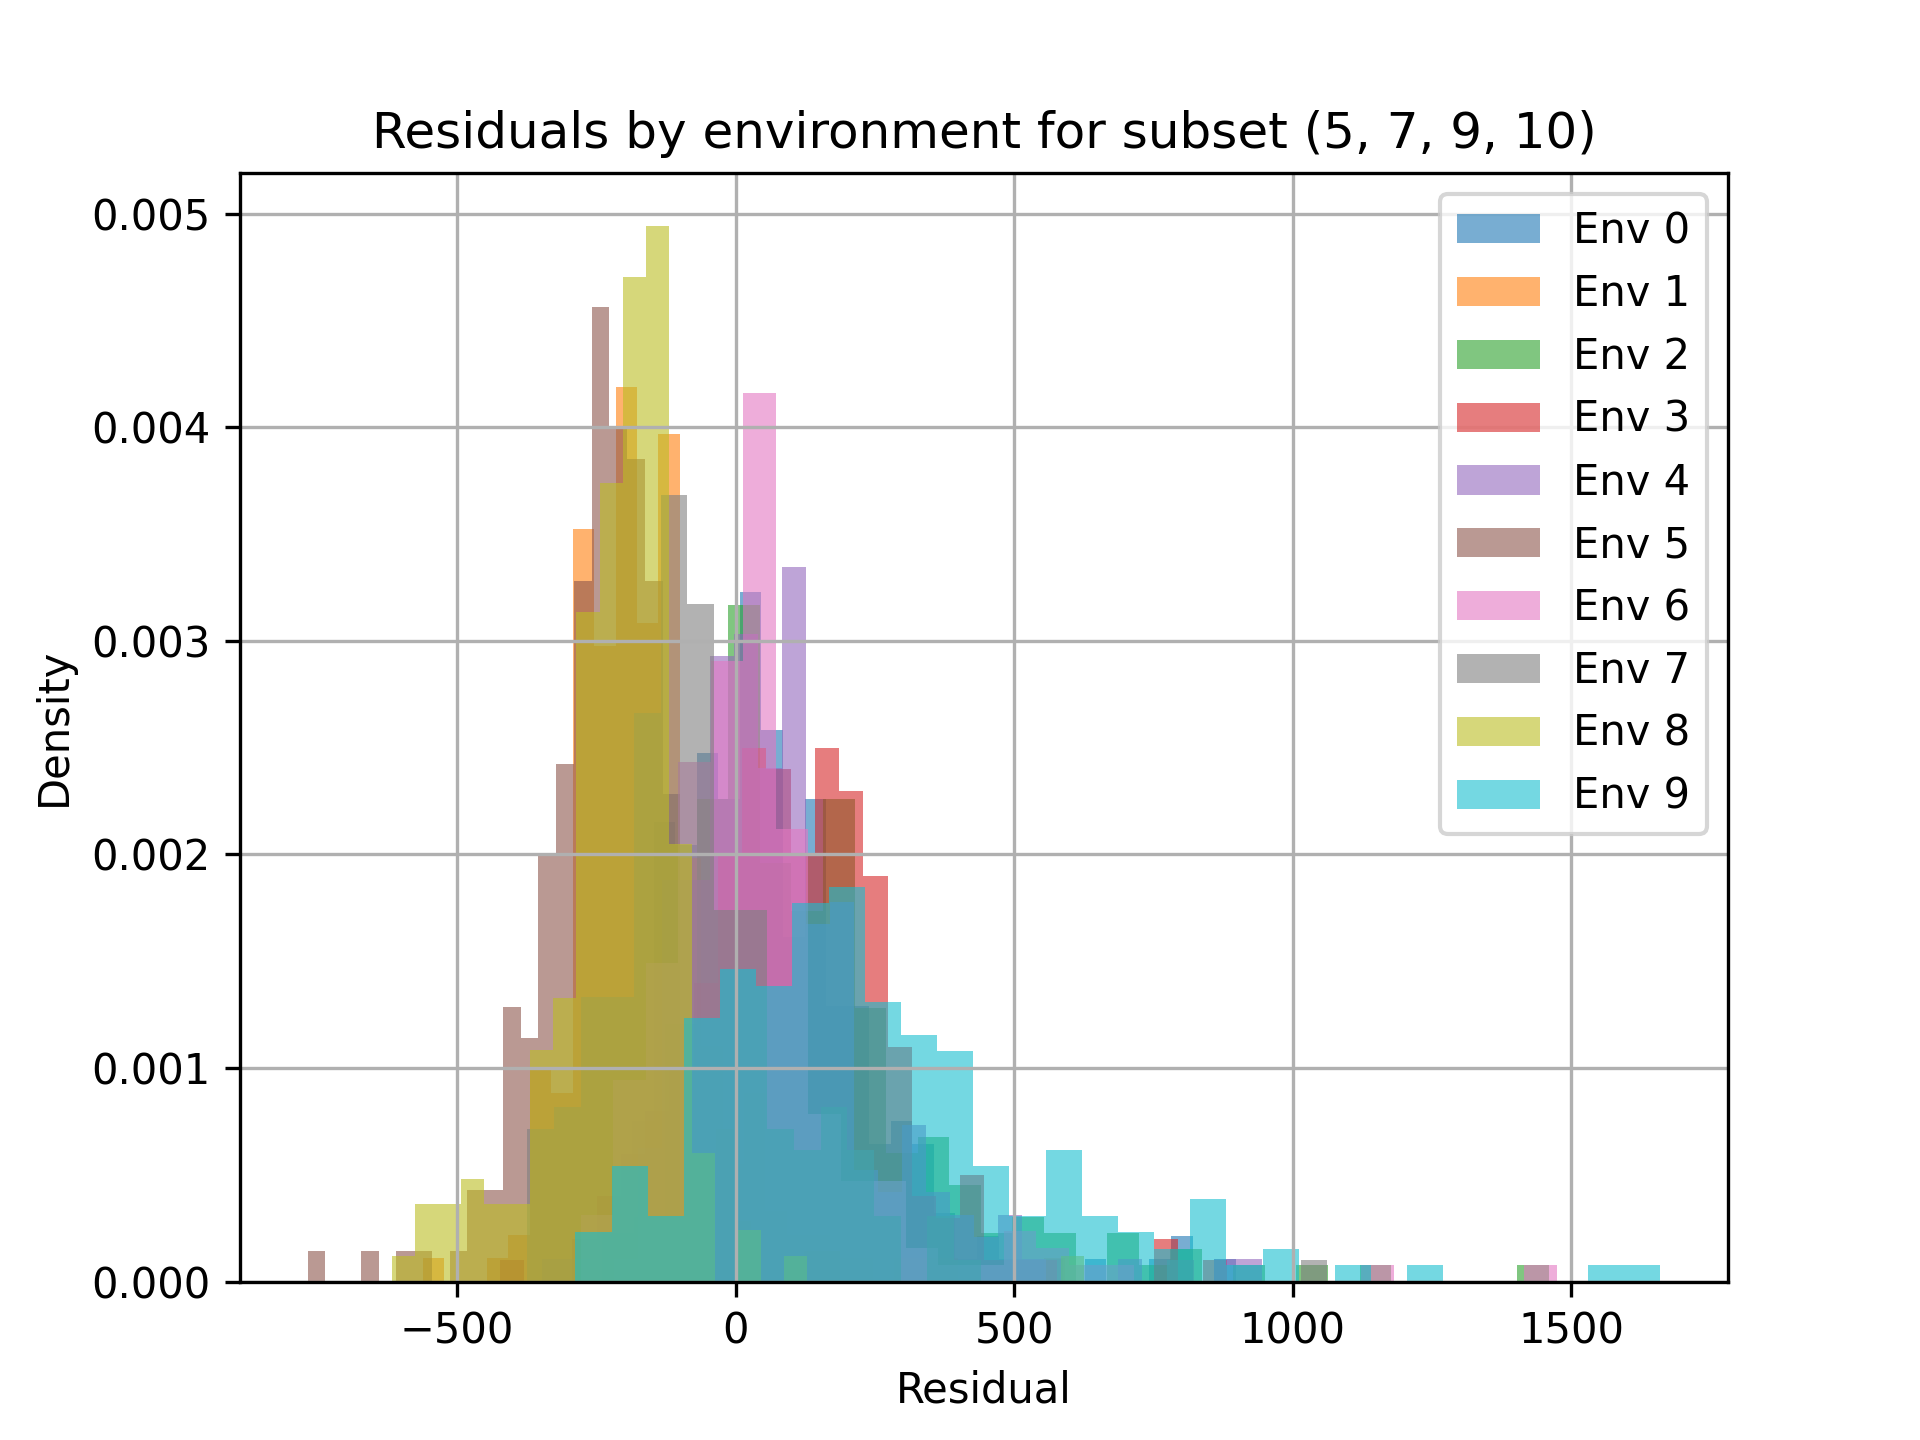 Residuals by environment for subset (5, 7, 9, 10)
0.005
0.004
0.003
0.002
0.001
0.000
Density
−500
0
500
1000
1500
Residual
Env 0
Env 1
Env 2
Env 3
Env 4
Env 5
Env 6
Env 7
Env 8
Env 9